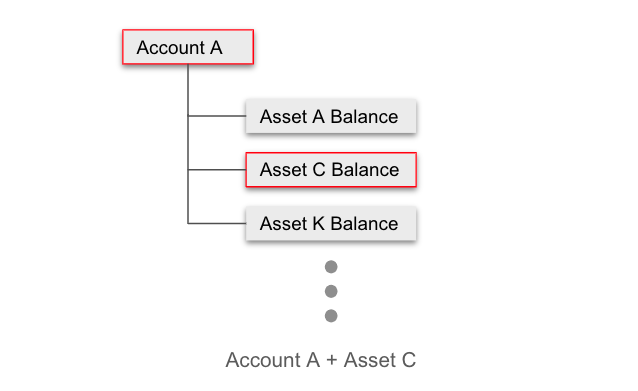 Account A
Asset A Balance
Asset C Balance
Asset K Balance
Account A + Asset C